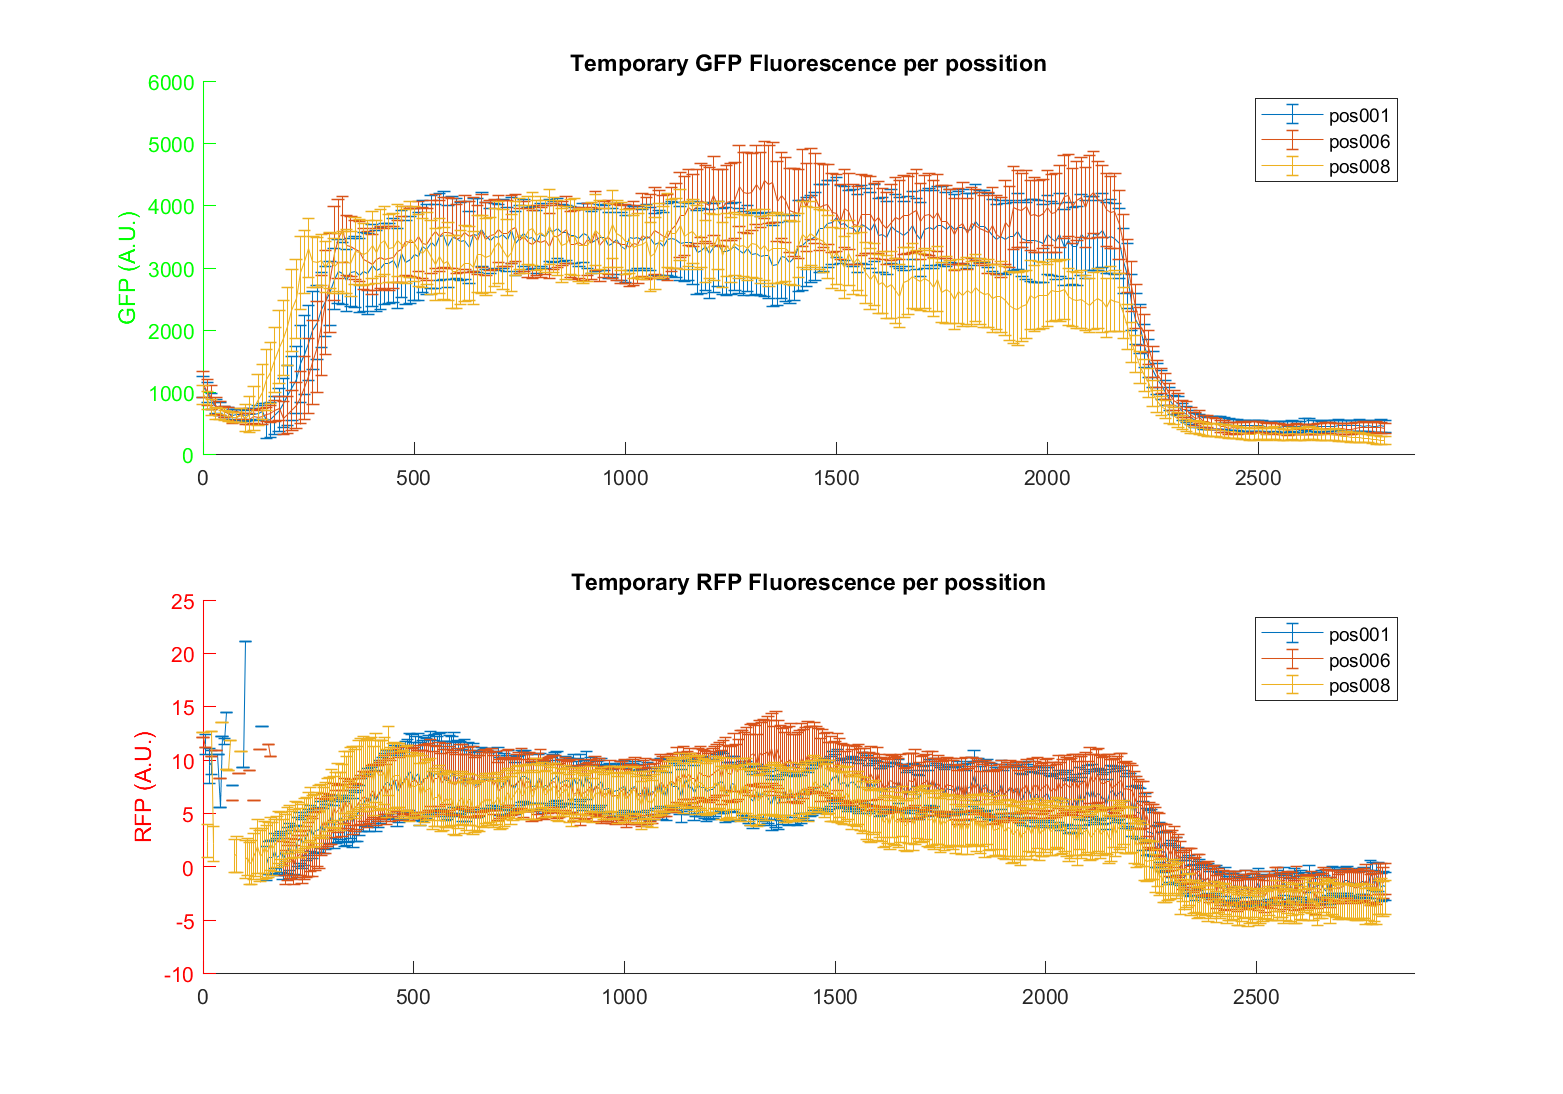 Temporary GFP Fluorescence per possition
GFP (A.U.)
6000
5000
4000
3000
2000
1000
0
0 500 1000 1500 2000 2500
pos001
pos006
pos008
Temporary RFP Fluorescence per possition
RFP (A.U.)
25
20
15
10
5
0
-5
-10
0 500 1000 1500 2000 2500
pos001
pos006
pos008